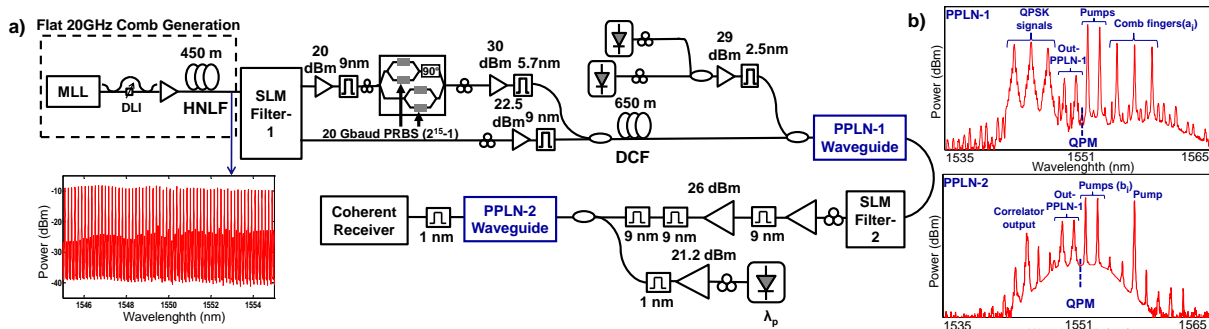 a)
Flat 20GHz Comb Generation
MLL
DLI
450 m
HNLF
SLM
Filter-
1
20
dBm
9nm
90°
30
dBm
5.7nm
22.5
dBm
9 nm
20 Gbaud PRBS (2¹⁵-1)
650 m
DCF
29
dBm
2.5nm
PPLN-1
Waveguide
Power (dBm)
-10
-20
-30
-40
1546
1548
1550
1552
1554
Wavelenghth (nm)
Coherent
Receiver
1 nm
PPLN-2
Waveguide
9 nm
9 nm
26 dBm
9 nm
SLM
Filter-
2
1 nm
21.2 dBm
λp
b)
PPLN-1
QPSK
signals
Pumps
Comb fingers(aᵢ)
Out-
PPLN-1
QPM
Power (dBm)
1535
1551
1565
Wavelenghth (nm)
PPLN-2
Correlator
output
Out-
PPLN-1
Pumps (bᵢ)
Pump
QPM
Power (dBm)
1535
1551
1565